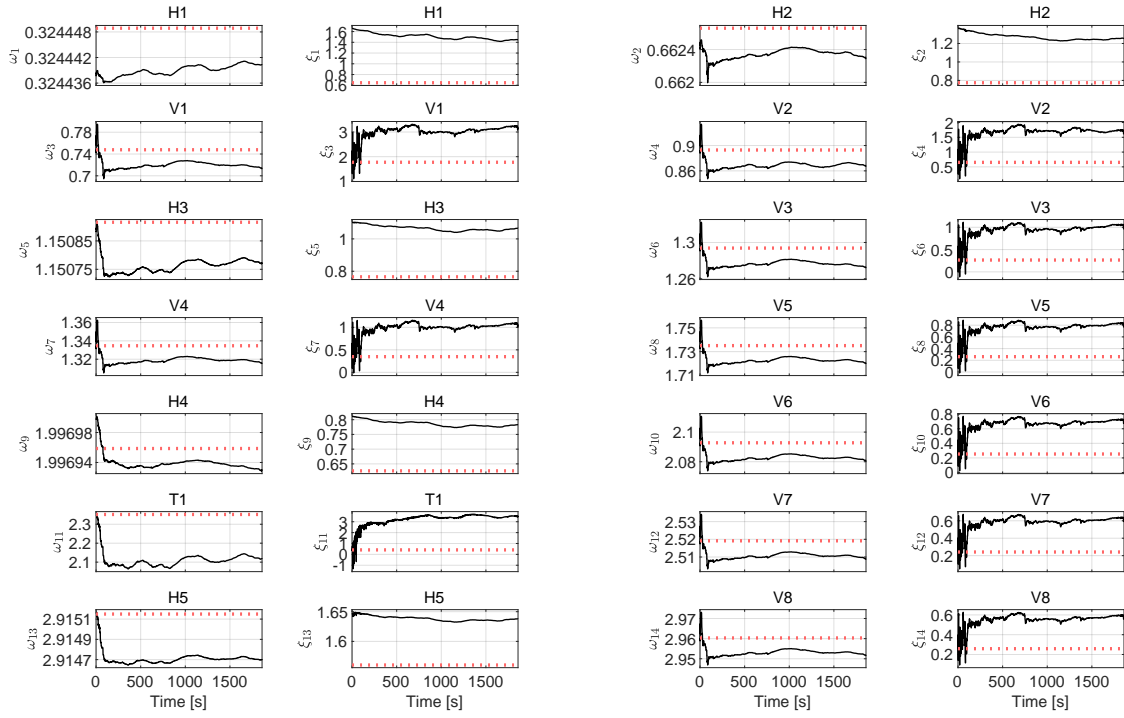 H1 H1 H2 H2
0.324448 0.324442 0.324436 ω1
1.6 1.4 1.2 1 0.8 0.6 ξ1
0.6624 0.662 ω2
1.2 1 0.8 ξ2
V1 V1 V2 V2
0.78 0.74 0.7 ω3
3 2 1 ξ3
0.9 0.86 ω4
2 1.5 1 0.5 ξ4
H3 H3 V3 V3
1.15085 1.15075 ω5
1 0.8 ξ5
1.3 1.26 ω6
1 0.5 0 ξ6
V4 V4 V5 V5
1.36 1.34 1.32 ω7
1 0.5 0 ξ7
1.75 1.73 1.71 ω8
0.8 0.6 0.4 0.2 0 ξ8
H4 H4 V6 V6
1.99698 1.99694 ω9
0.8 0.75 0.7 0.65 ξ9
2.1 2.08 ω10
0.8 0.6 0.4 0.2 ξ10
T1 T1 V7 V7
2.3 2.2 2.1 ω11
3 2 1 0 -1 ξ11
2.53 2.52 2.51 ω12
0.6 0.4 0.2 ξ12
H5 H5 V8 V8
2.9151 2.9149 2.9147 ω13
1.65 1.6 ξ13
2.97 2.96 2.95 ω14
0.6 0.4 0.2 ξ14
0 500 1000 1500 0 500 1000 1500 0 500 1000 1500 0 500 1000 1500
Time [s] Time [s] Time [s] Time [s]